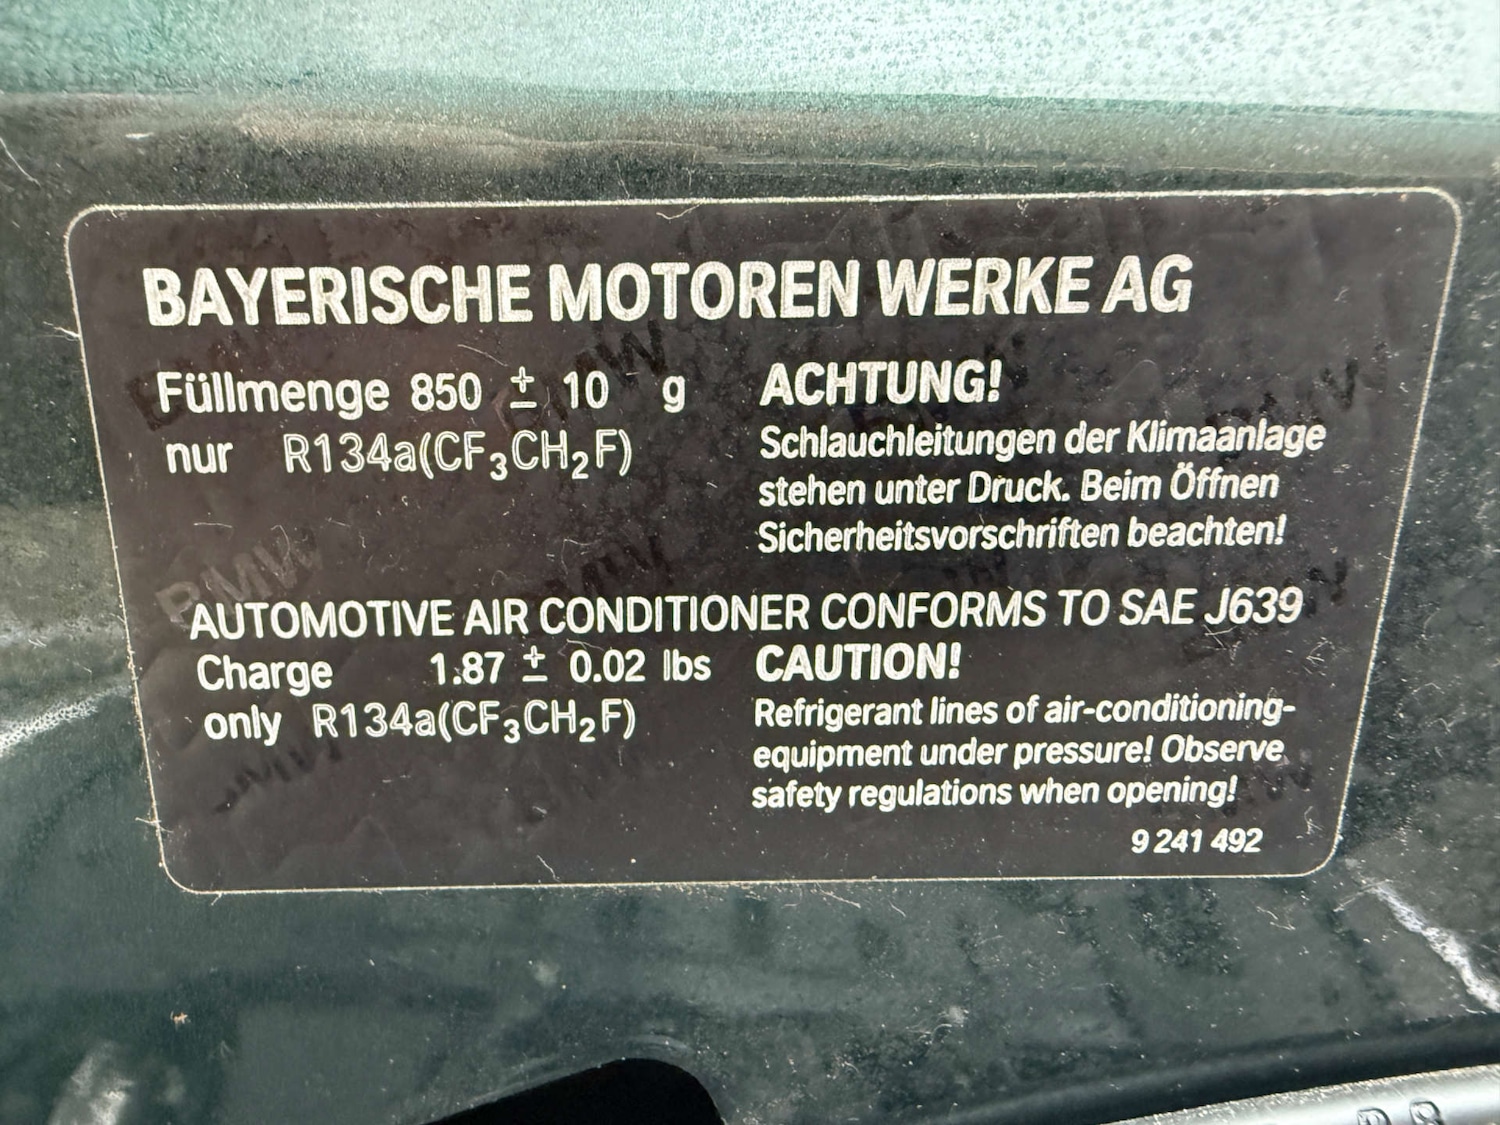 BAYERISCHE MOTOREN WERKE AG
Füllmenge 850 ± 10 g
nur R134a(CF₃CH₂F)
ACHTUNG!
Schlauchleitungen der Klimaanlage
stehen unter Druck. Beim Öffnen
Sicherheitsvorschriften beachten!
AUTOMOTIVE AIR CONDITIONER CONFORMS TO SAE J639
Charge 1.87 ± 0.02 lbs
only R134a(CF₃CH₂F)
CAUTION!
Refrigerant lines of air-conditioning-
equipment under pressure! Observe
safety regulations when opening!
9 241 492